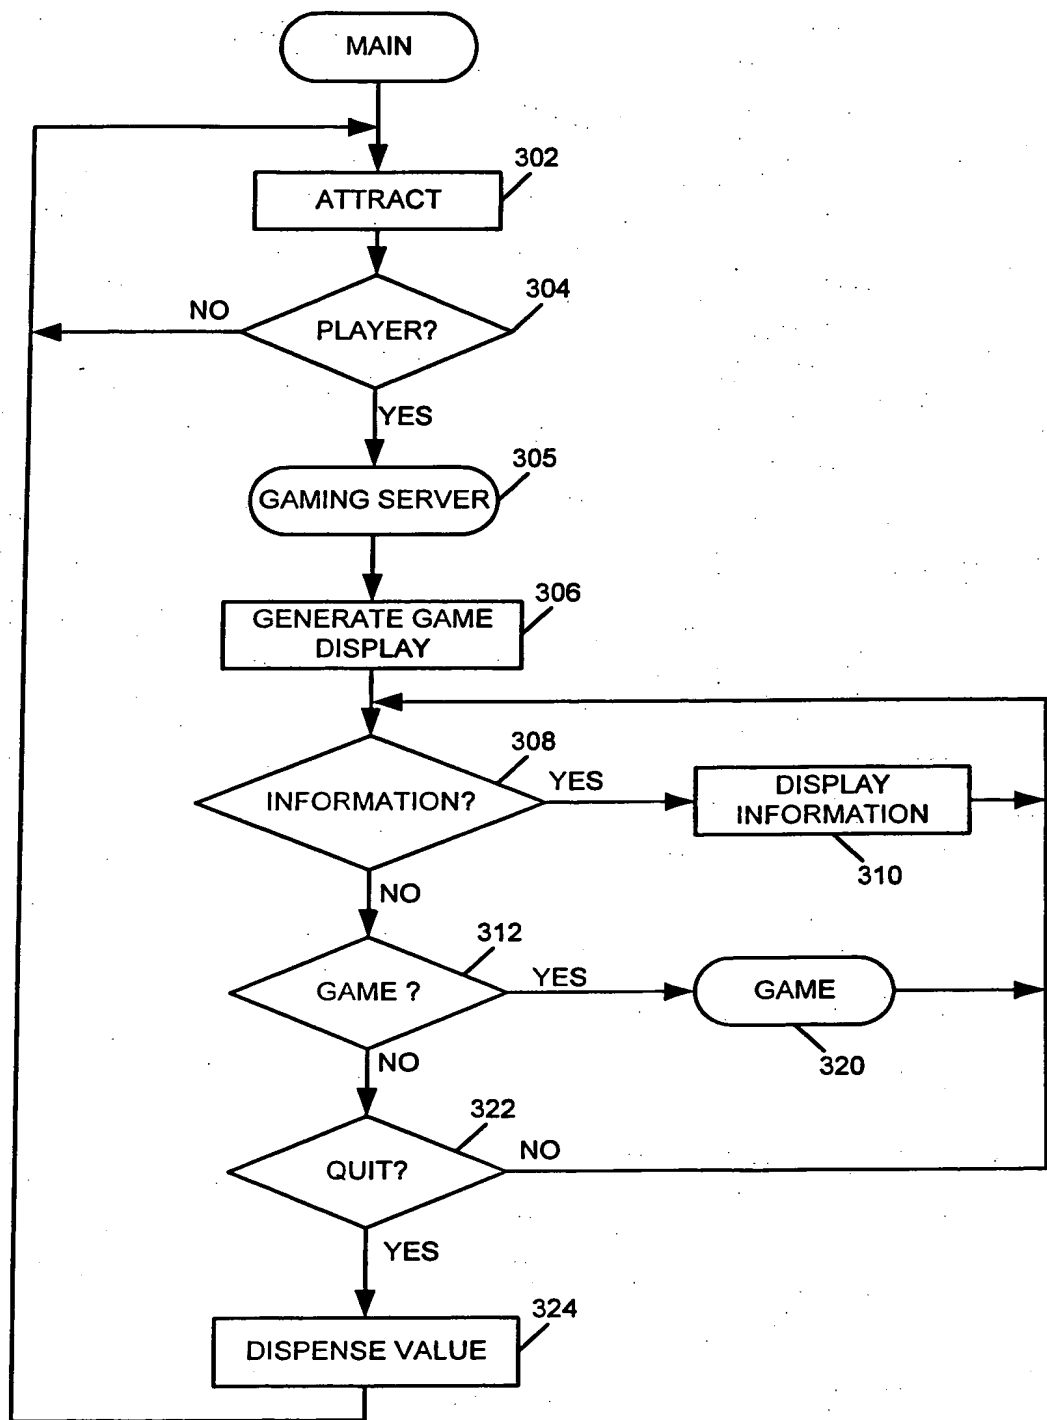 MAIN
302
ATTRACT
304
NO
PLAYER?
YES
305
GAMING SERVER
306
GENERATE GAME
DISPLAY
308
YES
INFORMATION?
DISPLAY
INFORMATION
310
NO
312
YES
GAME ?
GAME
320
NO
322
NO
QUIT?
YES
324
DISPENSE VALUE